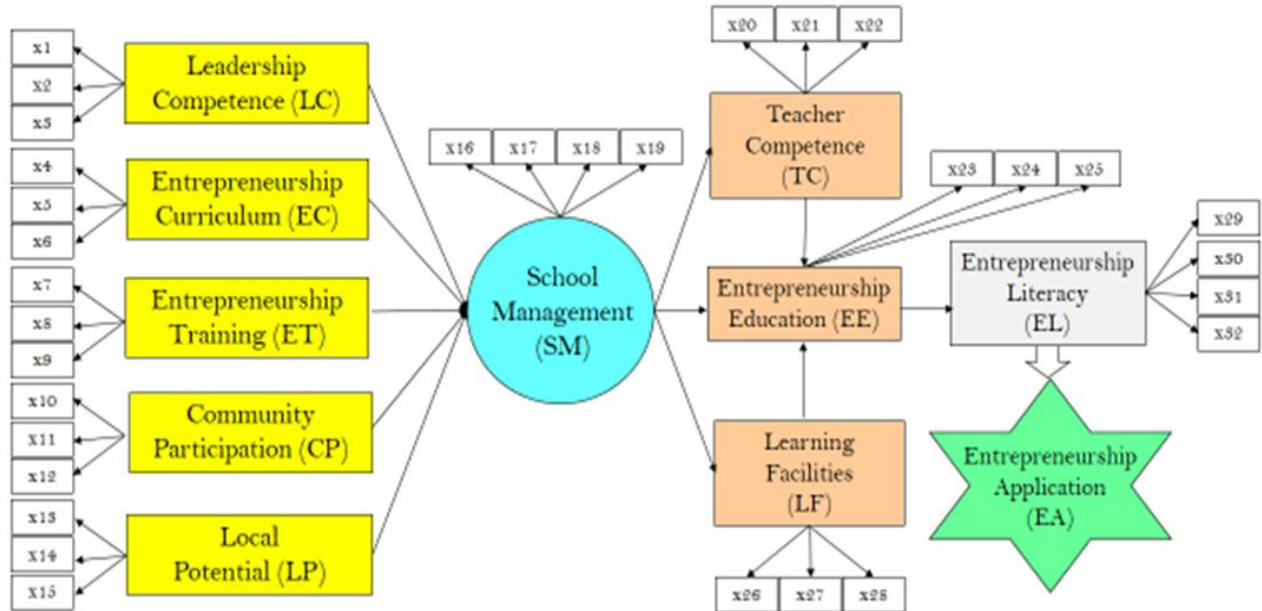 x1
x2
x3
Leadership
Competence (LC)
x4
x5
x6
Entrepreneurship
Curriculum (EC)
x7
x8
x9
Entrepreneurship
Training (ET)
x10
x11
x12
Community
Participation (CP)
x13
x14
x15
Local
Potential (LP)
x16 x17 x18 x19
School
Management
(SM)
x20 x21 x22
Teacher
Competence
(TC)
x23 x24 x25
Entrepreneurship
Education (EE)
Learning
Facilities
(LF)
x26 x27 x28
Entrepreneurship
Literacy
(EL)
x29
x30
x31
x32
Entrepreneurship
Application
(EA)